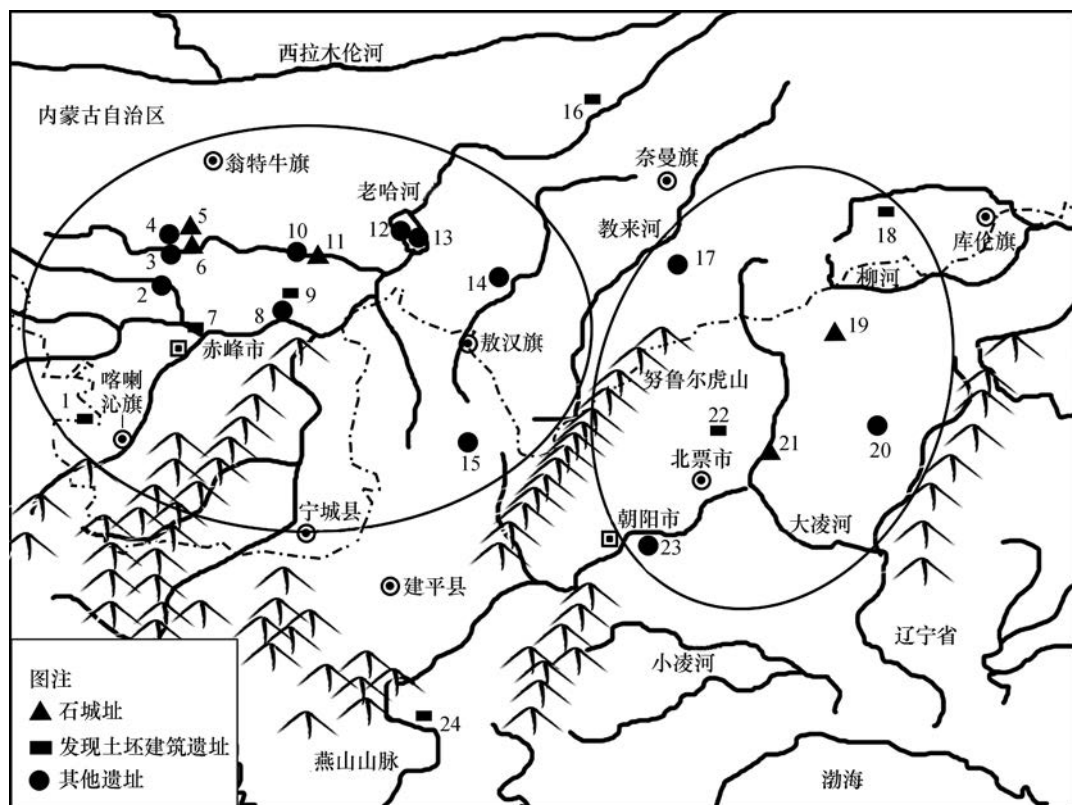 西拉木伦河
内蒙古自治区
16
翁特牛旗
奈曼旗
老哈河
4
5
12
13
教来河
18
库伦旗
3
6
10
11
17
柳河
2
14
9
8
7
赤峰市
敖汉旗
19
喀喇
沁旗
努鲁尔虎山
1
22
15
北票市
21
20
宁城县
朝阳市
大凌河
23
建平县
辽宁省
小凌河
24
燕山山脉
渤海
图注
石城址
发现土坯建筑遗址
其他遗址